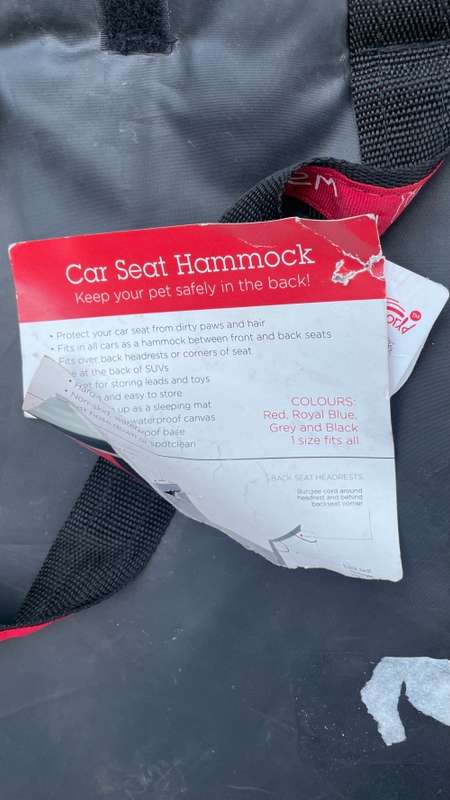 Car Seat Hammock
Keep your pet safely in the back!
• Protect your car seat from dirty paws and hair
• Fits in all cars as a hammock between front and back seats
Fits over back headrests or corners of seat
at the back of SUVs
for storing leads and toys
and easy to store
up as a sleeping mat
waterproof canvas
base
spotclean
COLOURS:
Red, Royal Blue,
Grey and Black
1 size fits all
BACK SEAT HEADRESTS
Bungee cord around
headrest and behind
backseat corner
back seat